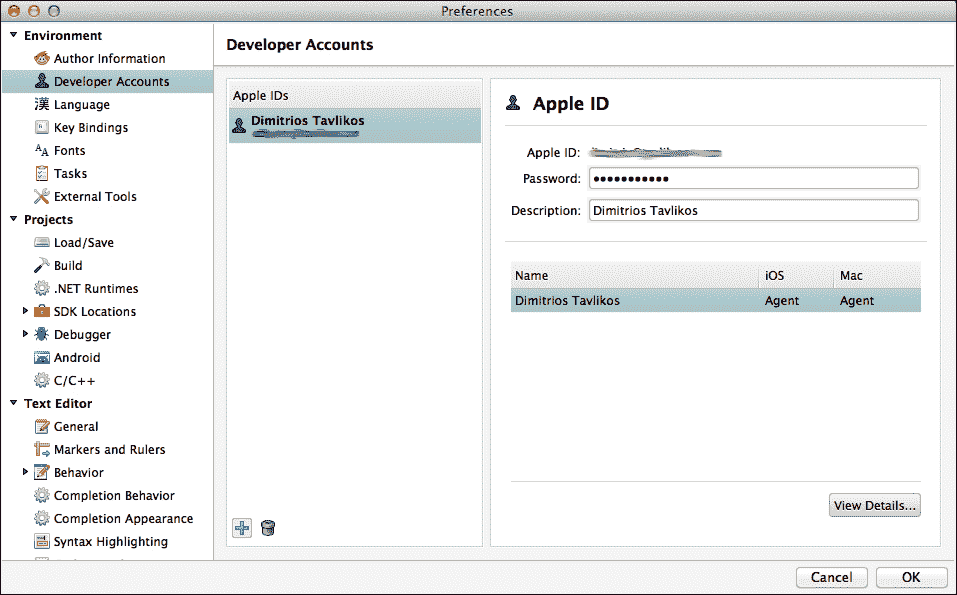 Preferences
Environment
Author Information
Developer Accounts
Language
Key Bindings
Fonts
Tasks
External Tools
Projects
Load/Save
Build
.NET Runtimes
SDK Locations
Debugger
Android
C/C++
Text Editor
General
Markers and Rulers
Behavior
Completion Behavior
Completion Appearance
Syntax Highlighting
Developer Accounts
Apple IDs
Dimitrios Tavlikos
Apple ID
Apple ID:
Password: •••••••••••
Description: Dimitrios Tavlikos
Name iOS Mac
Dimitrios Tavlikos Agent Agent
View Details...
Cancel OK